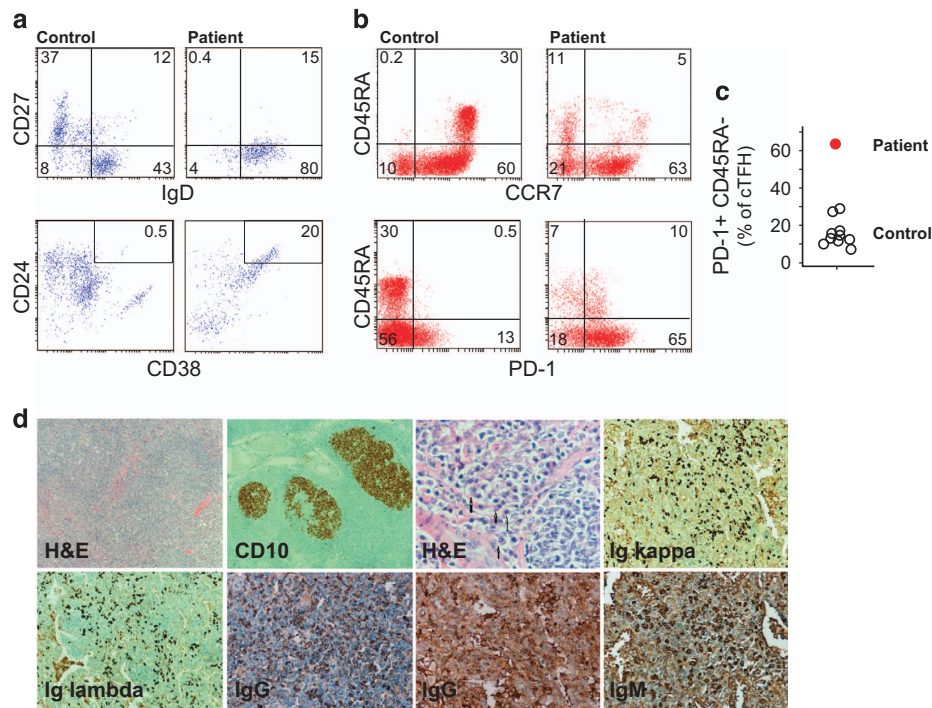 a
b
Control
Patient
37
12
8
43
0.4
15
4
80
CD27
IgD
0.5
20
CD24
CD38
Control
Patient
0.2
30
10
60
11
5
21
63
CD45RA
CCR7
30
0.5
56
13
7
10
18
65
CD45RA
PD-1
c
PD-1+ CD45RA-
(% of cTFH)
60
40
20
0
Patient
Control
d
H&E
CD10
H&E
Ig kappa
Ig lambda
IgG
IgG
IgM